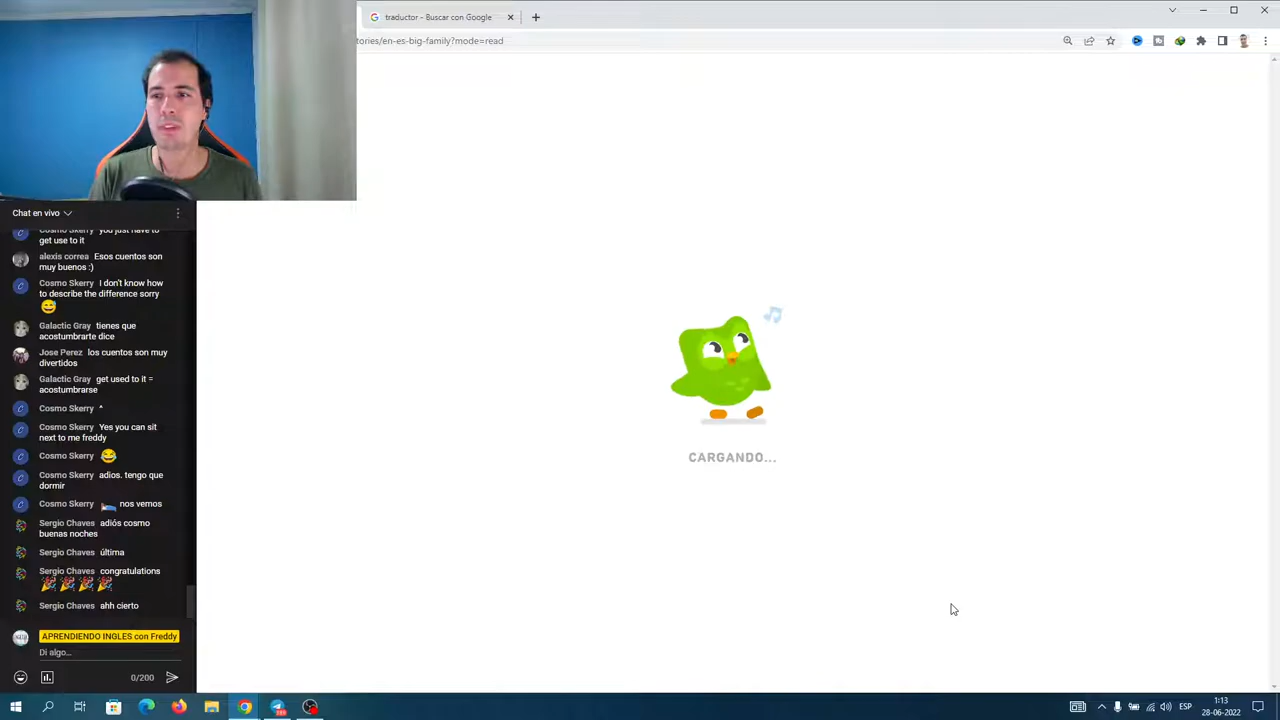 traductor - Buscar con Google
tories/en-es-big-family?mode=read
Chat en vivo
Cosmo Skerry you just have to
get use to it
alexis correa Esos cuentos son
muy buenos :)
Cosmo Skerry I don't know how
to describe the difference sorry
😅
Galactic Gray tienes que
acostumbrarte dice
Jose Perez los cuentos son muy
divertidos
Galactic Gray get used to it =
acostumbrarse
Cosmo Skerry ^
Cosmo Skerry Yes you can sit
next to me freddy
Cosmo Skerry 😂
Cosmo Skerry adios. tengo que
dormir
Cosmo Skerry 🛌 nos vemos
Sergio Chaves adiós cosmo
buenas noches
Sergio Chaves última
Sergio Chaves congratulations
🎉🎉🎉🎉
Sergio Chaves ahh cierto
APRENDIENDO INGLES con Freddy
Di algo...
0/200
CARGANDO...
ESP
1:13
28-06-2022